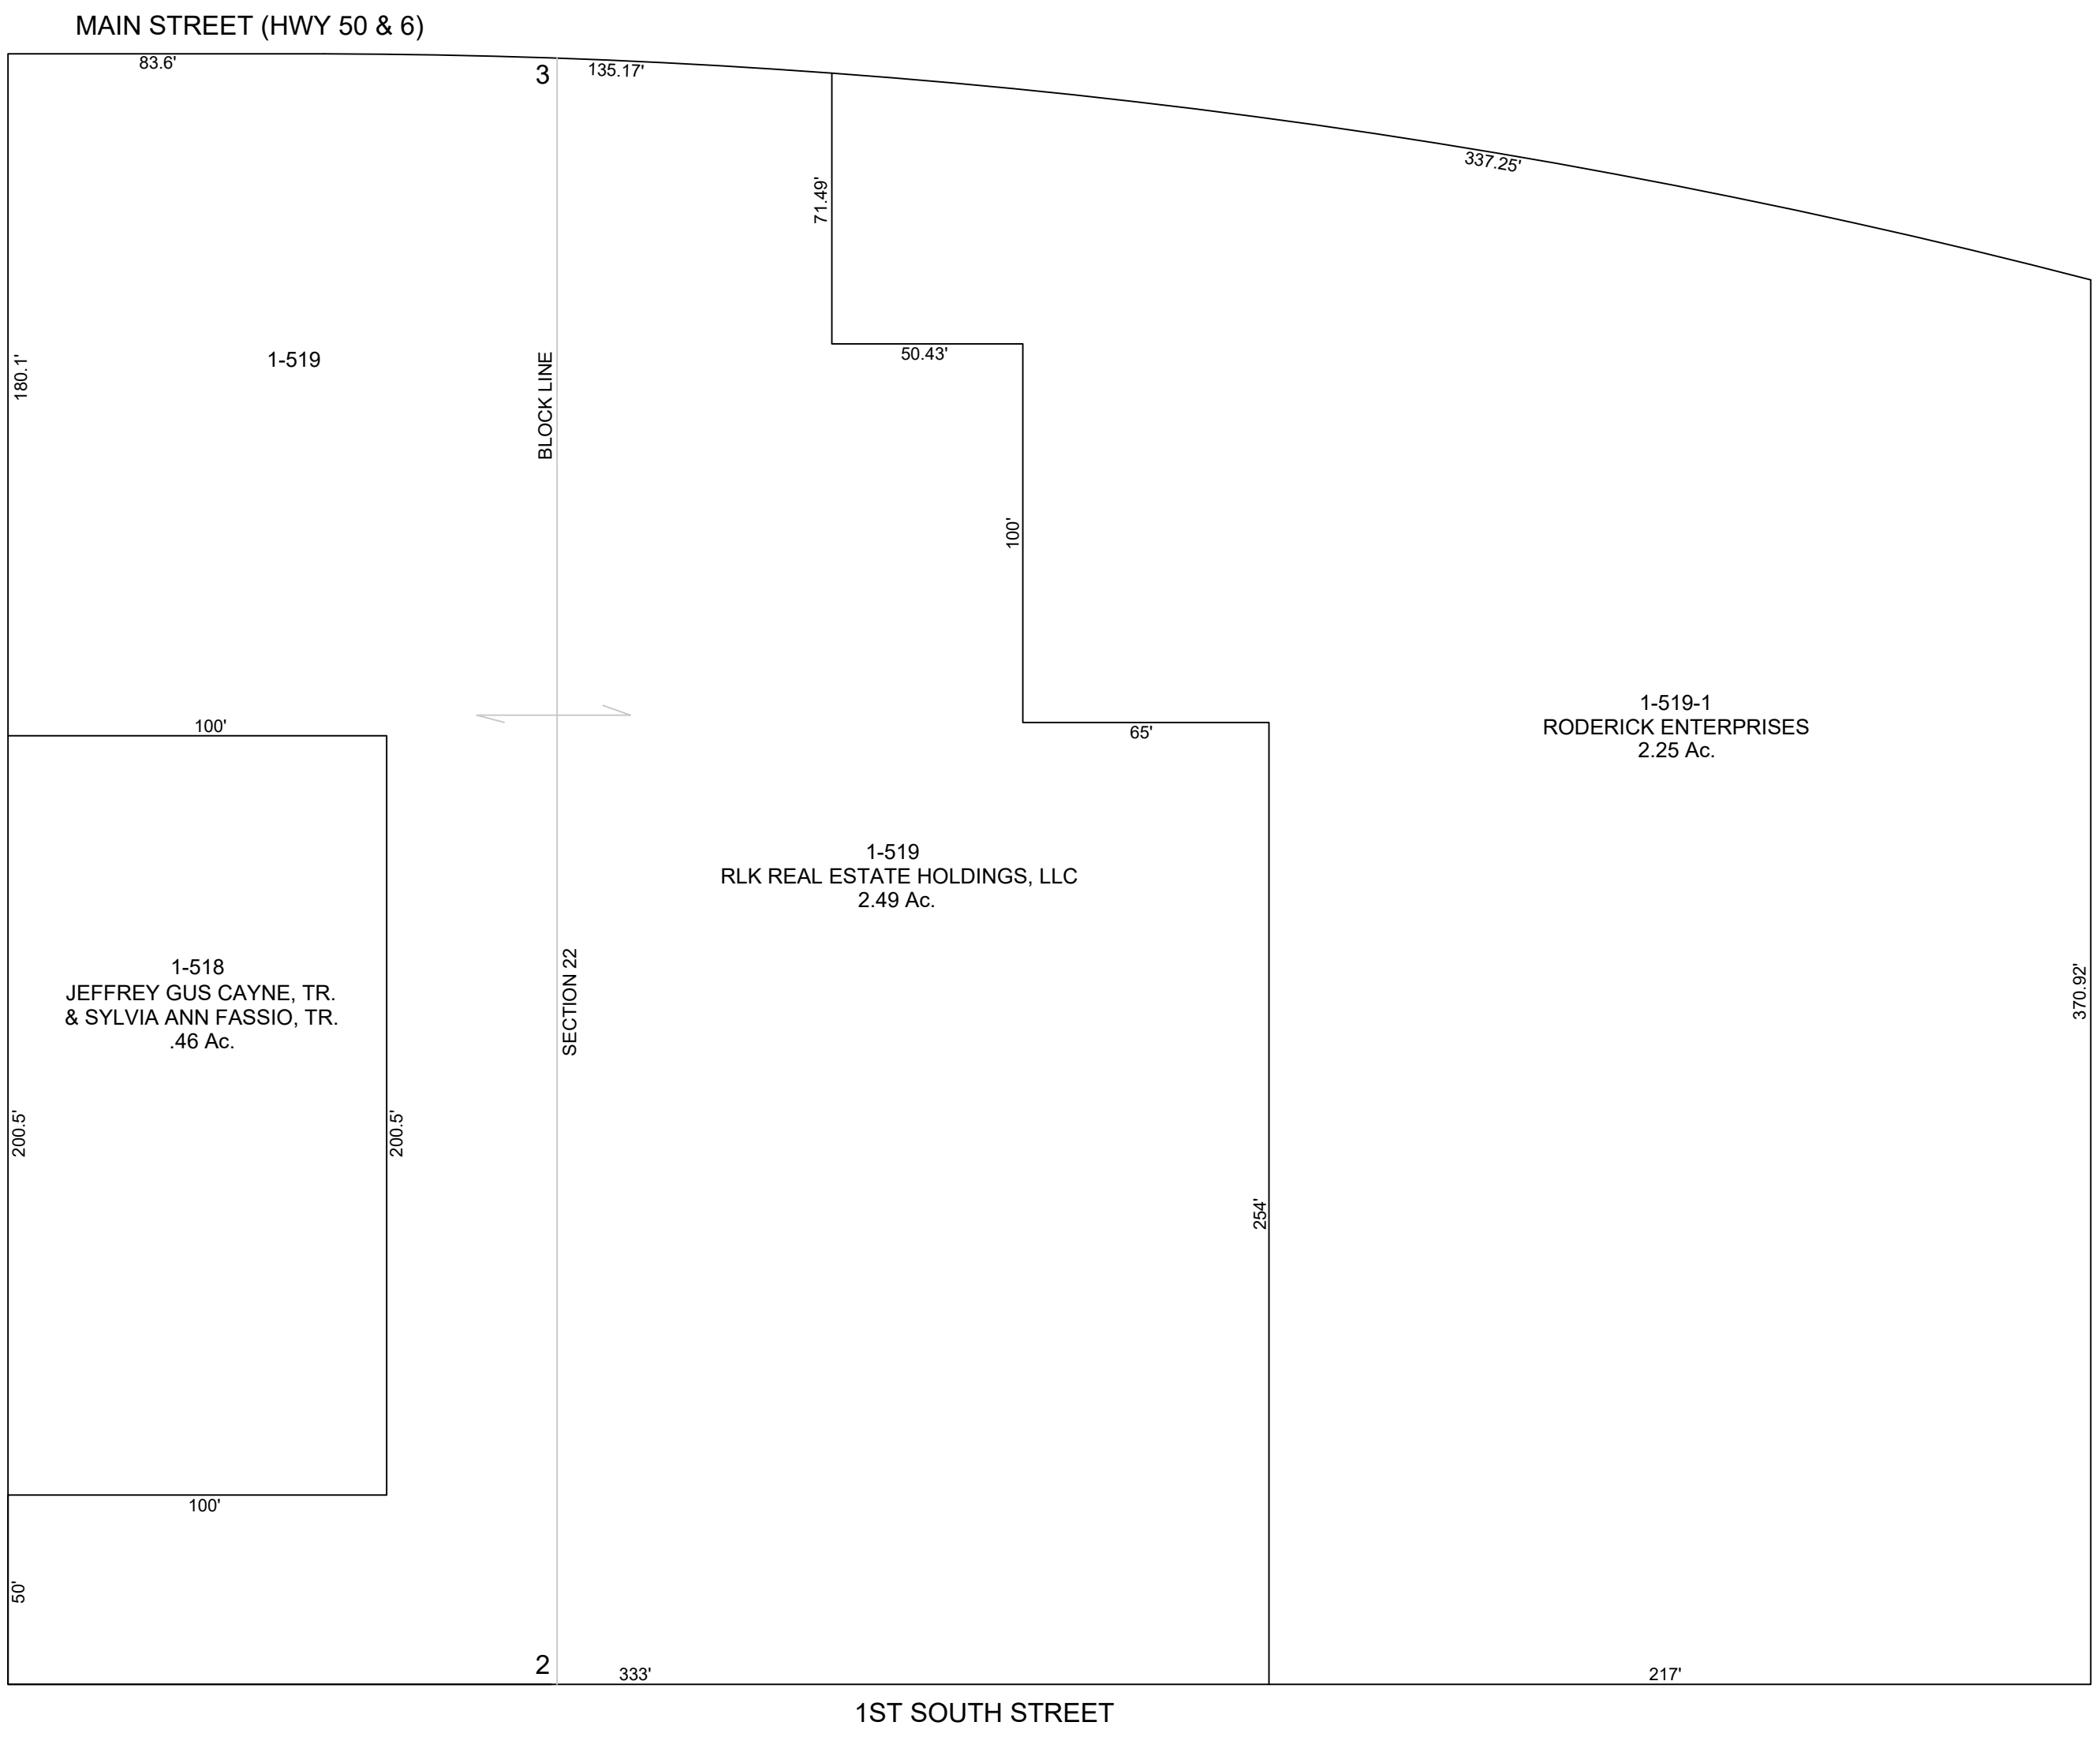 MAIN STREET (HWY 50 & 6)
83.6'
3
135.17'
337.25'
71.49'
180.1'
1-519
BLOCK LINE
50.43'
100'
100'
65'
1-519-1
RODERICK ENTERPRISES
2.25 Ac.
1-519
RLK REAL ESTATE HOLDINGS, LLC
2.49 Ac.
1-518
JEFFREY GUS CAYNE, TR.
& SYLVIA ANN FASSIO, TR.
.46 Ac.
SECTION 22
370.92'
200.5'
200.5'
254'
100'
50'
2
333'
217'
1ST SOUTH STREET